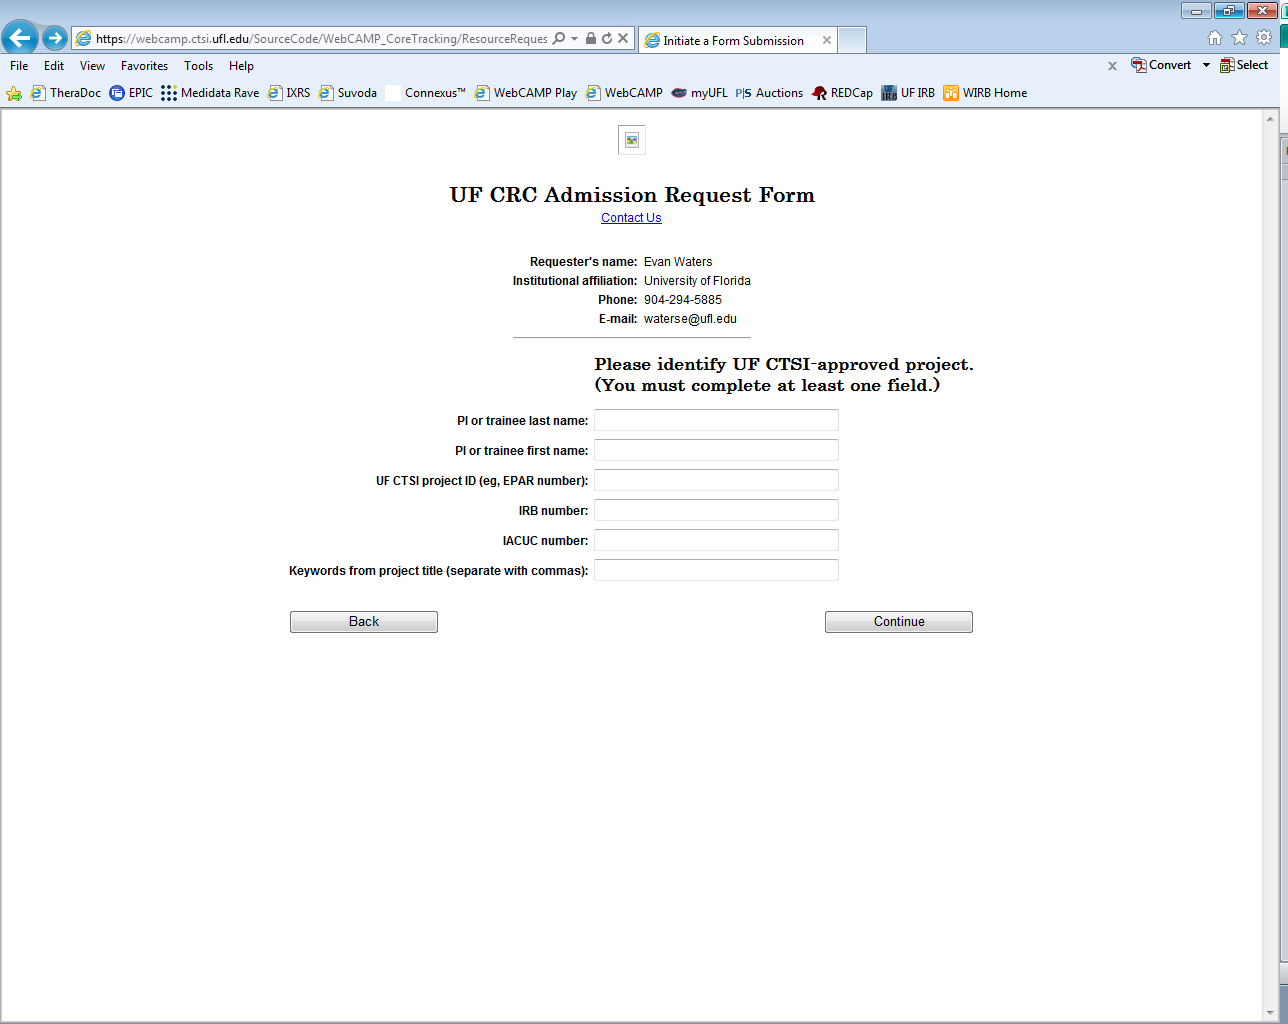 https://webcamp.ctsi.ufl.edu/SourceCode/WebCAMP_CoreTracking/ResourceReques
Initiate a Form Submission
File Edit View Favorites Tools Help
Convert Select
TheraDoc EPIC Medidata Rave IXRS Suvoda Connexus™ WebCAMP Play WebCAMP myUFL P|S Auctions REDCap UF IRB WIRB Home
UF CRC Admission Request Form
Contact Us
Requester's name: Evan Waters
Institutional affiliation: University of Florida
Phone: 904-294-5885
E-mail: waterse@ufl.edu
Please identify UF CTSI-approved project.
(You must complete at least one field.)
PI or trainee last name:
PI or trainee first name:
UF CTSI project ID (eg, EPAR number):
IRB number:
IACUC number:
Keywords from project title (separate with commas):
Back Continue